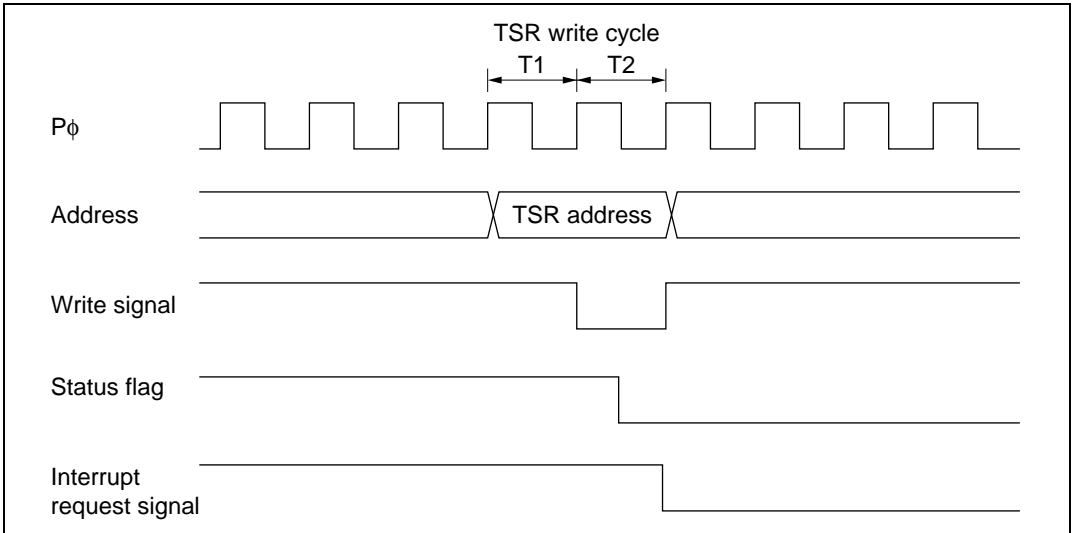 TSR write cycle
T1 T2
Pϕ
Address
TSR address
Write signal
Status flag
Interrupt
request signal